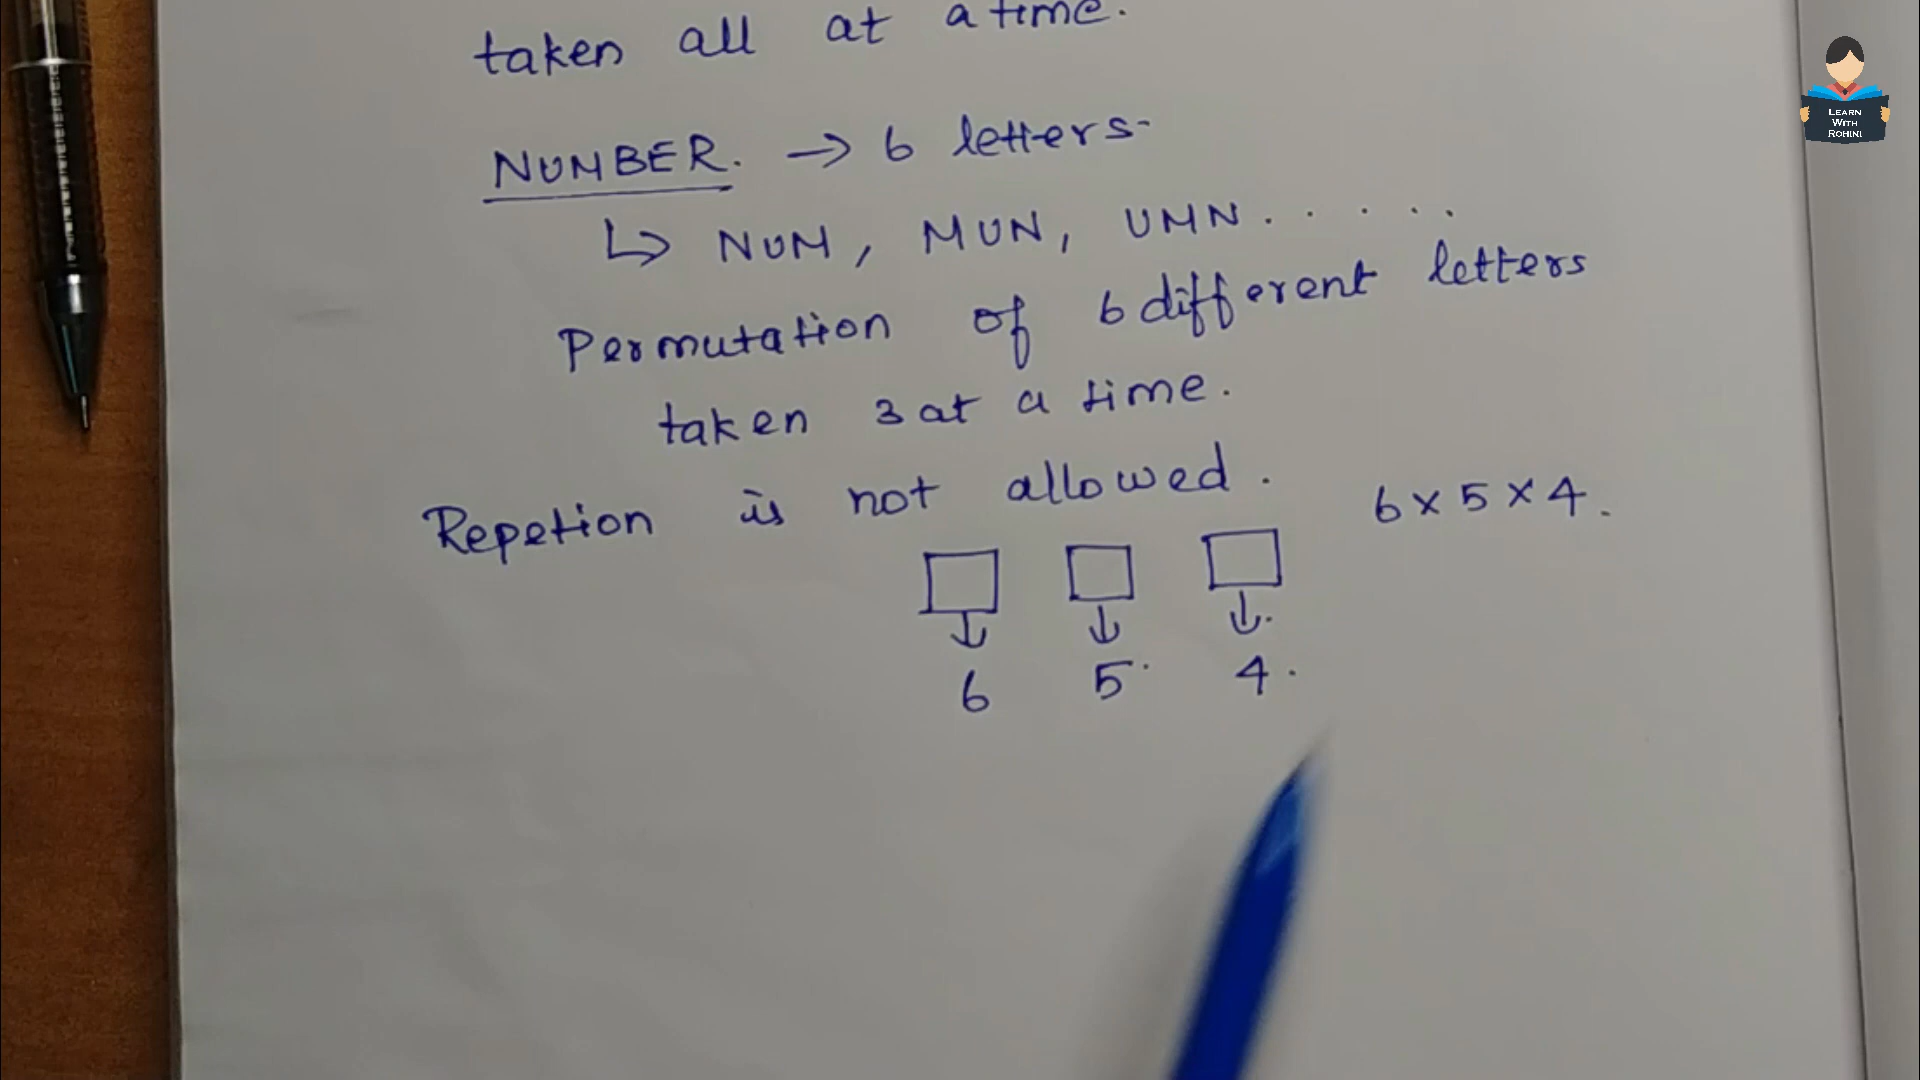 taken all at a time.
NUMBER. → 6 letters.
↳ NUM, MUN, UMN . . . . .
Permutation of 6 different letters
taken 3 at a time.
Repetion is not allowed.
6 x 5 x 4.
6 5 4.
LEARN
WITH
ROHINI